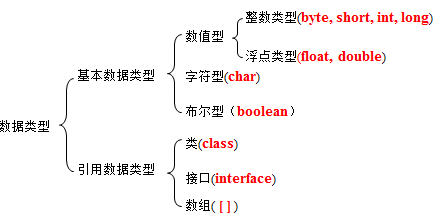 整数类型(byte, short, int, long)
数值型
浮点类型(float, double)
基本数据类型
字符型(char)
布尔型（boolean）
数据类型
类(class)
引用数据类型
接口(interface)
数组([ ])